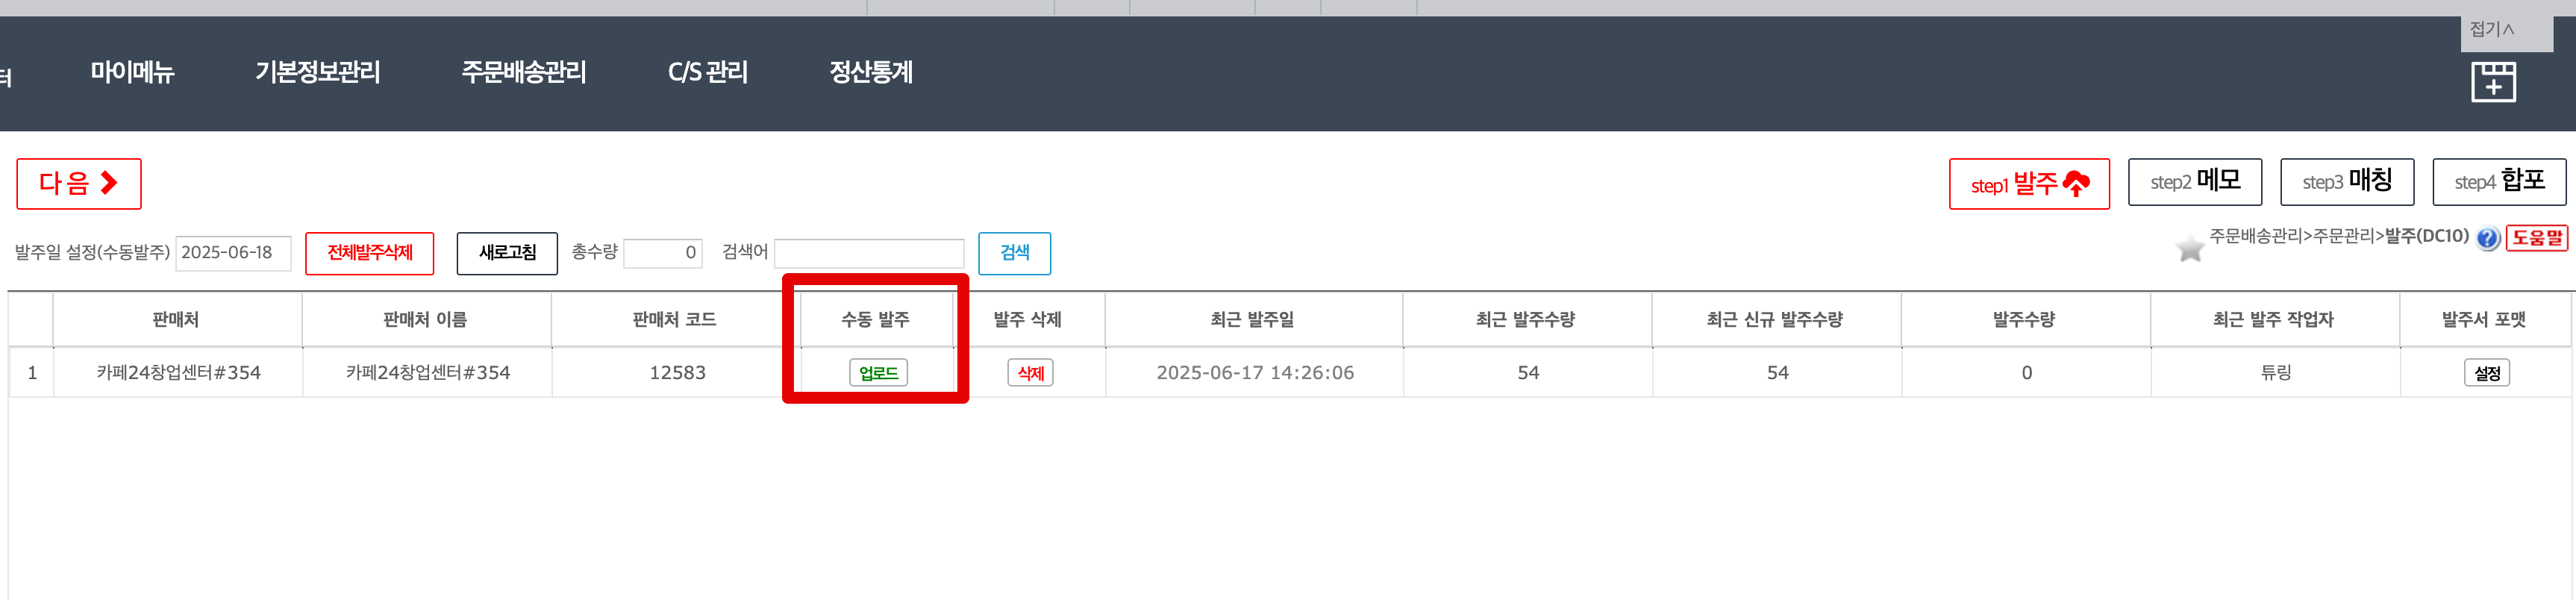 접기∧
터 마이메뉴 기본정보관리 주문배송관리 C/S 관리 정산통계
다음
step1 발주 step2 메모 step3 매칭 step4 합포
발주일 설정(수동발주) 2025-06-18 전체발주삭제 새로고침 총수량 0 검색어 검색
주문배송관리>주문관리>발주(DC10) ? 도움말
판매처 판매처 이름 판매처 코드 수동 발주 발주 삭제 최근 발주일 최근 발주수량 최근 신규 발주수량 발주수량 최근 발주 작업자 발주서 포맷
1 카페24창업센터#354 카페24창업센터#354 12583 업로드 삭제 2025-06-17 14:26:06 54 54 0 튜링 설정